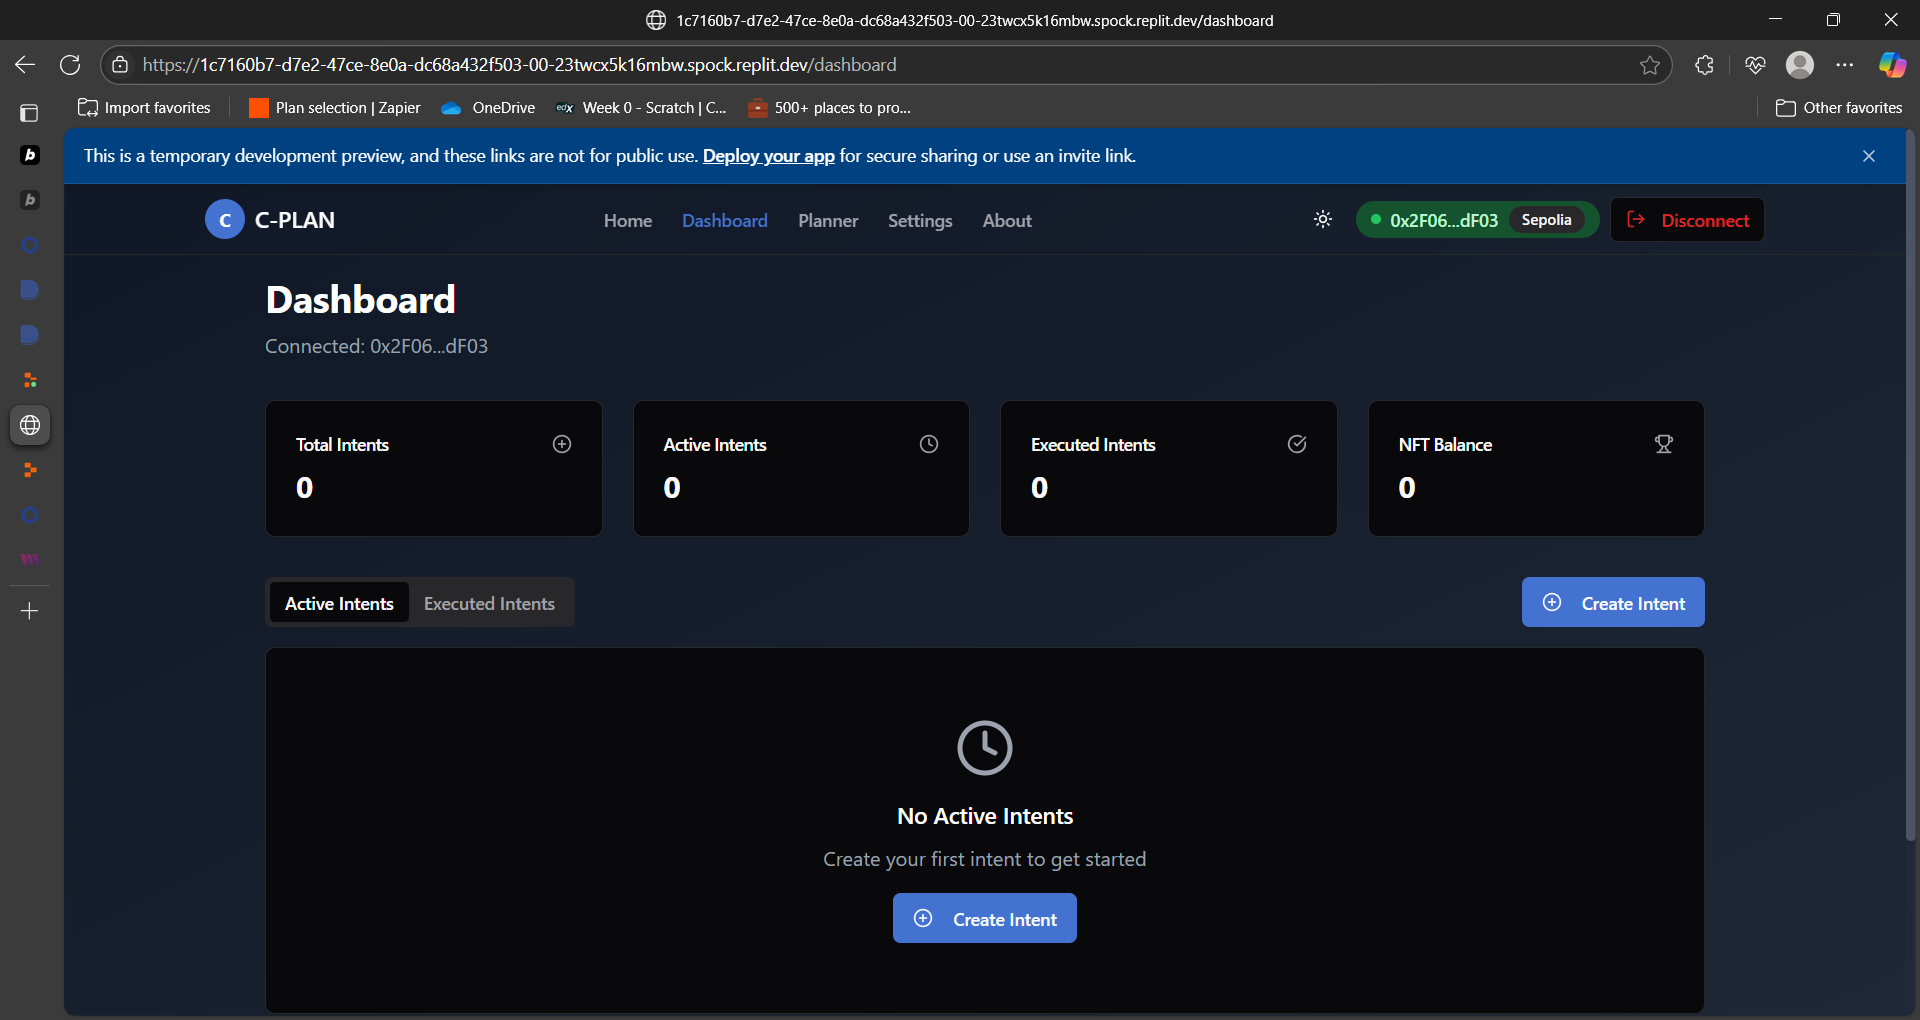 1c7160b7-d7e2-47ce-8e0a-dc68a432f503-00-23twcx5k16mbw.spock.replit.dev/dashboard
https://1c7160b7-d7e2-47ce-8e0a-dc68a432f503-00-23twcx5k16mbw.spock.replit.dev/dashboard
Import favorites
Plan selection | Zapier
OneDrive
edX
Week 0 - Scratch | C...
500+ places to pro...
Other favorites
This is a temporary development preview, and these links are not for public use. Deploy your app for secure sharing or use an invite link.
C
C-PLAN
Home
Dashboard
Planner
Settings
About
0x2F06...dF03
Sepolia
Disconnect
Dashboard
Connected: 0x2F06...dF03
Total Intents
0
Active Intents
0
Executed Intents
0
NFT Balance
0
Active Intents
Executed Intents
Create Intent
No Active Intents
Create your first intent to get started
Create Intent